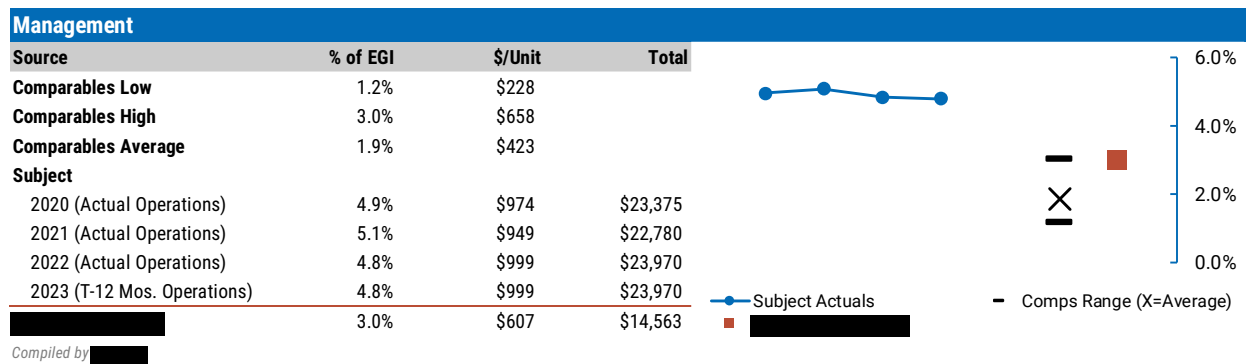 Management
Source % of EGI $/Unit Total
Comparables Low 1.2% $228
Comparables High 3.0% $658
Comparables Average 1.9% $423
Subject
2020 (Actual Operations) 4.9% $974 $23,375
2021 (Actual Operations) 5.1% $949 $22,780
2022 (Actual Operations) 4.8% $999 $23,970
2023 (T-12 Mos. Operations) 4.8% $999 $23,970
3.0% $607 $14,563
Compiled by
6.0%
4.0%
2.0%
0.0%
Subject Actuals
Comps Range (X=Average)